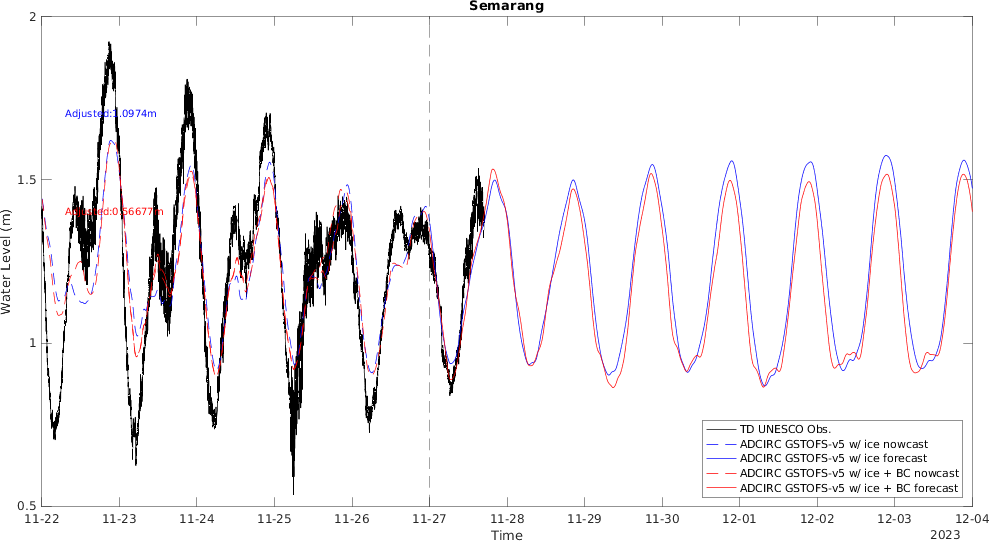 Semarang
Water Level (m)
2
1.5
1
0.5
Adjusted:1.0974m
Adjusted:0.56677m
TD UNESCO Obs.
ADCIRC GSTOFS-v5 w/ ice nowcast
ADCIRC GSTOFS-v5 w/ ice forecast
ADCIRC GSTOFS-v5 w/ ice + BC nowcast
ADCIRC GSTOFS-v5 w/ ice + BC forecast
11-22 11-23 11-24 11-25 11-26 11-27 11-28 11-29 11-30 12-01 12-02 12-03 12-04
Time
2023